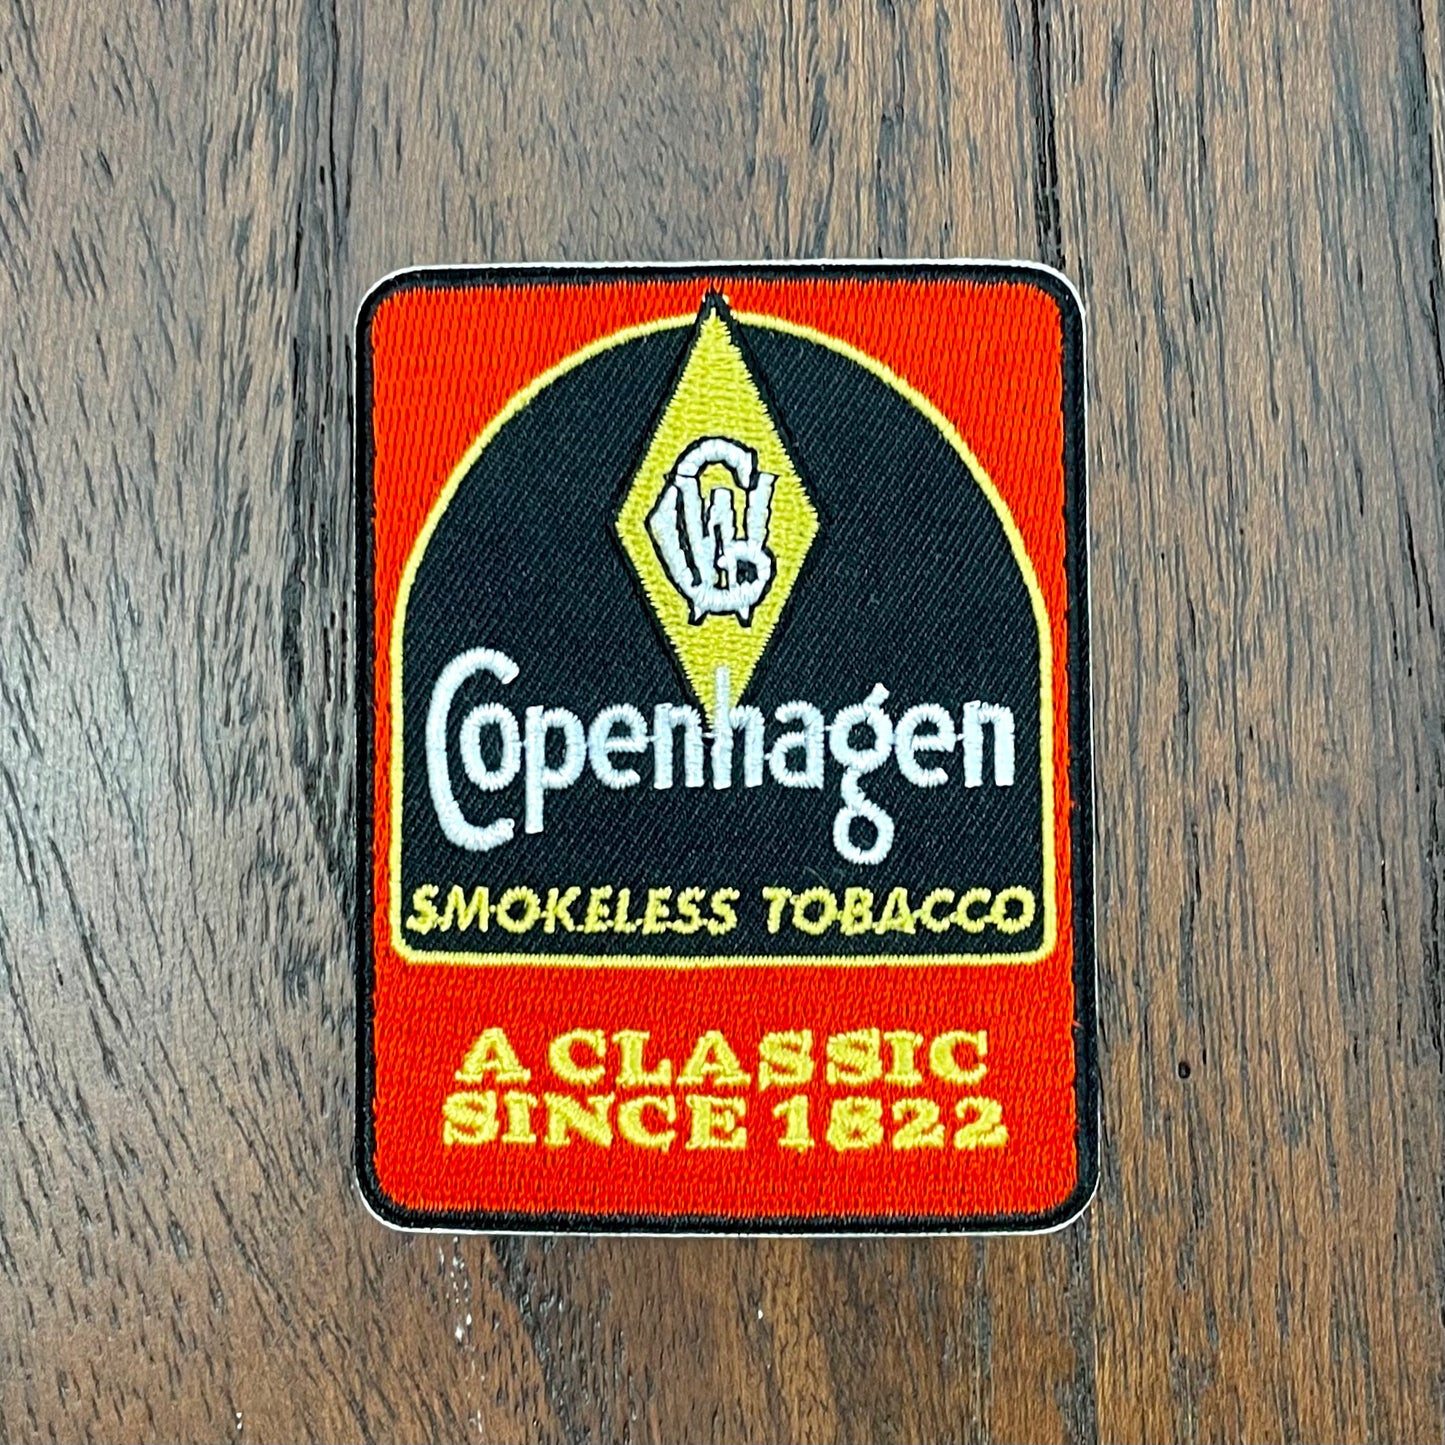 Copenhagen
SMOKELESS TOBACCO
A CLASSIC
SINCE 1822